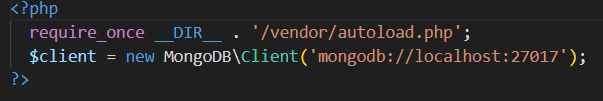 <?php
  require_once __DIR__ . '/vendor/autoload.php';
  $client = new MongoDB\Client('mongodb://localhost:27017');
?>